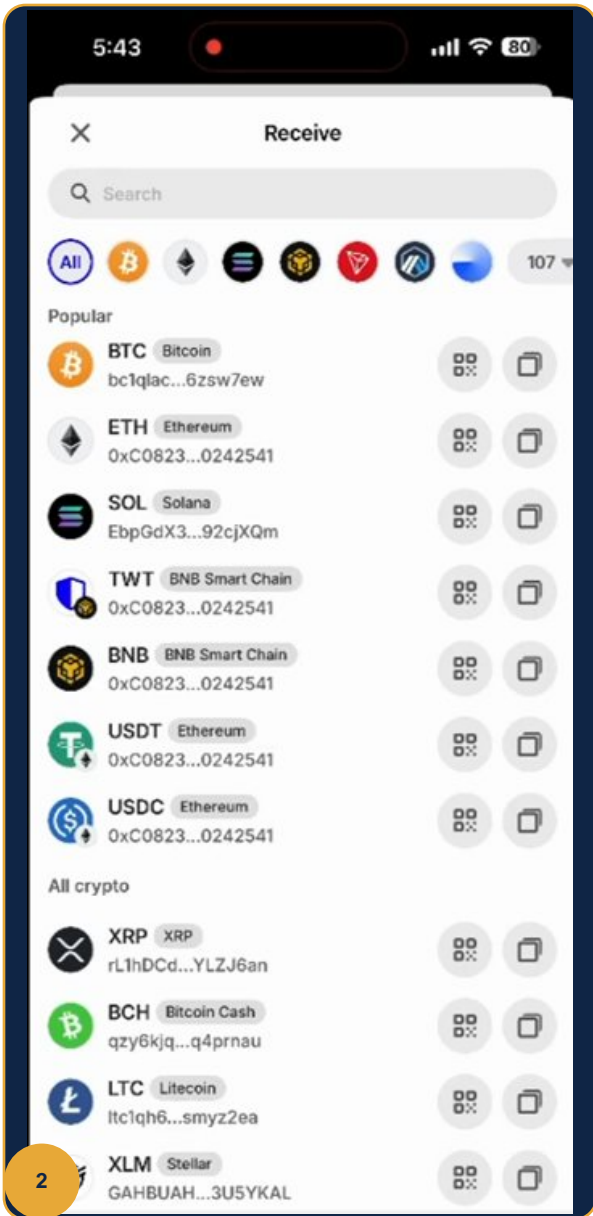 5:43
80
Receive
Search
All
107
Popular
BTC Bitcoin
bc1qlac...6zsw7ew
ETH Ethereum
0xC0823...0242541
SOL Solana
EbpGdX3...92cjXQm
TWT BNB Smart Chain
0xC0823...0242541
BNB BNB Smart Chain
0xC0823...0242541
USDT Ethereum
0xC0823...0242541
USDC Ethereum
0xC0823...0242541
All crypto
XRP XRP
rL1hDCd...YLZJ6an
BCH Bitcoin Cash
qzy6kjq...q4prnau
LTC Litecoin
ltc1qh6...smyz2ea
XLM Stellar
GAHBUAH...3U5YKAL
2